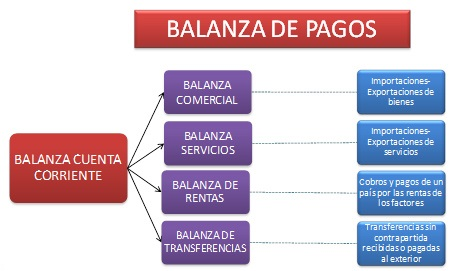 BALANZA DE PAGOS
BALANZA CUENTA
CORRIENTE
BALANZA
COMERCIAL
Importaciones-
Exportaciones de
bienes
BALANZA
SERVICIOS
Importaciones-
Exportaciones de
servicios
BALANZA DE
RENTAS
Cobros y pagos de un
país por las rentas de
los factores
BALANZA DE
TRANSFERENCIAS
Transferencias sin
contrapartida
recibidas o pagadas
al exterior